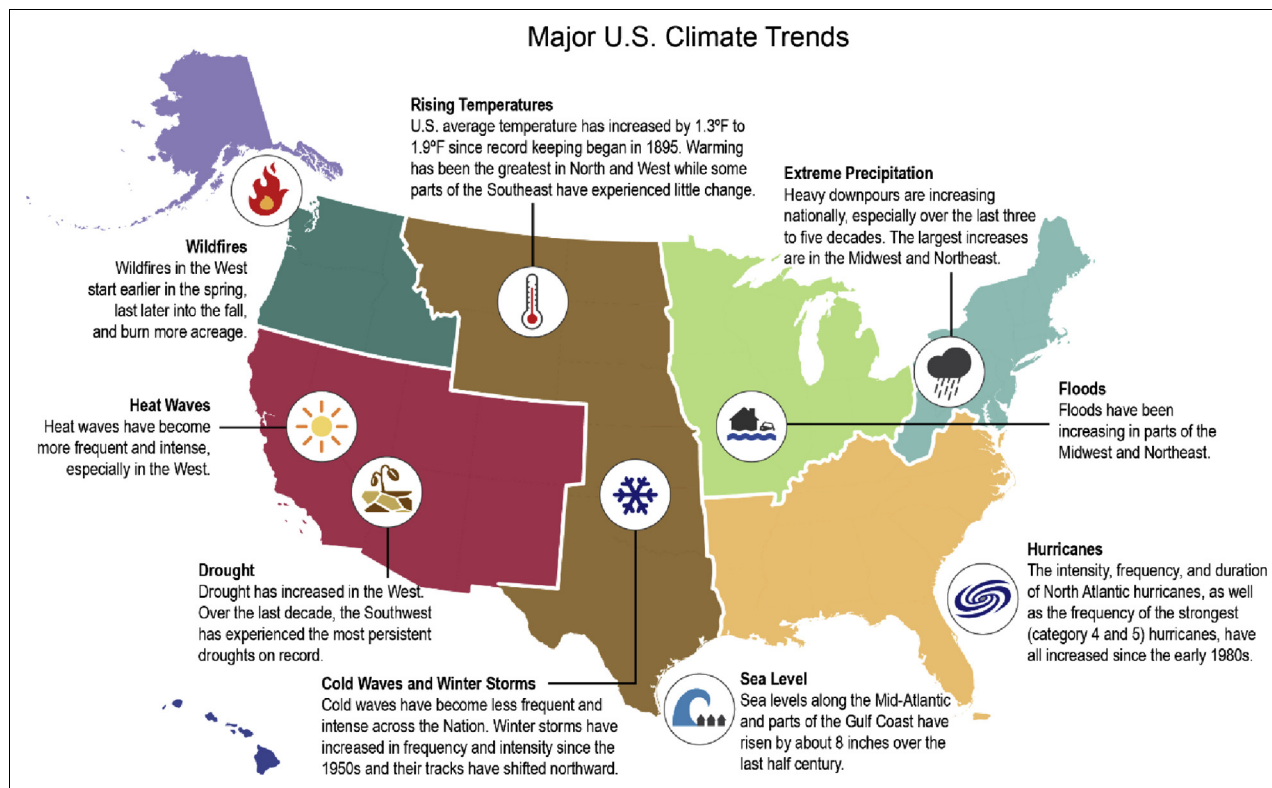 Major U.S. Climate Trends
Rising Temperatures
U.S. average temperature has increased by 1.3ºF to
1.9ºF since record keeping began in 1895. Warming
has been the greatest in North and West while some
parts of the Southeast have experienced little change.
Extreme Precipitation
Heavy downpours are increasing
nationally, especially over the last three
to five decades. The largest increases
are in the Midwest and Northeast.
Wildfires
Wildfires in the West
start earlier in the spring,
last later into the fall,
and burn more acreage.
Heat Waves
Heat waves have become
more frequent and intense,
especially in the West.
Floods
Floods have been
increasing in parts of the
Midwest and Northeast.
Drought
Drought has increased in the West.
Over the last decade, the Southwest
has experienced the most persistent
droughts on record.
Hurricanes
The intensity, frequency, and duration
of North Atlantic hurricanes, as well
as the frequency of the strongest
(category 4 and 5) hurricanes, have
all increased since the early 1980s.
Cold Waves and Winter Storms
Cold waves have become less frequent and
intense across the Nation. Winter storms have
increased in frequency and intensity since the
1950s and their tracks have shifted northward.
Sea Level
Sea levels along the Mid-Atlantic
and parts of the Gulf Coast have
risen by about 8 inches over the
last half century.